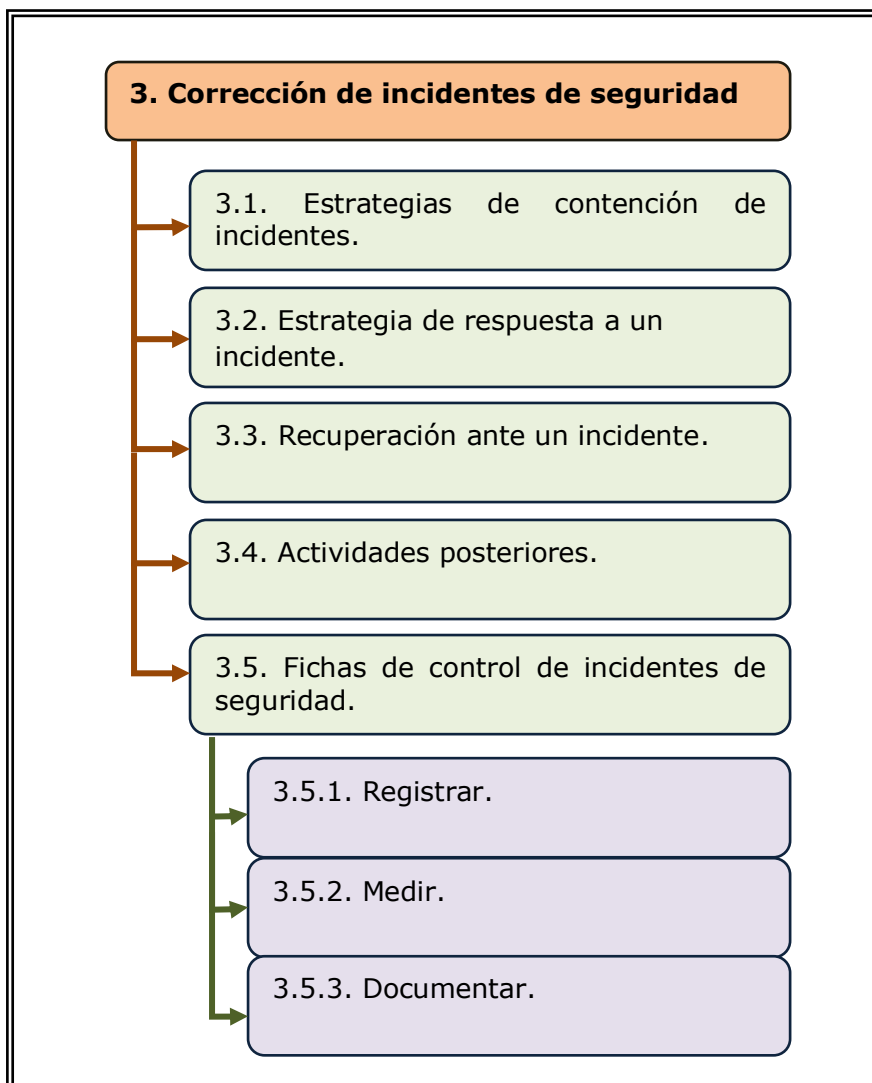 3. Corrección de incidentes de seguridad
3.1. Estrategias de contención de
incidentes.
3.2. Estrategia de respuesta a un
incidente.
3.3. Recuperación ante un incidente.
3.4. Actividades posteriores.
3.5. Fichas de control de incidentes de
seguridad.
3.5.1. Registrar.
3.5.2. Medir.
3.5.3. Documentar.